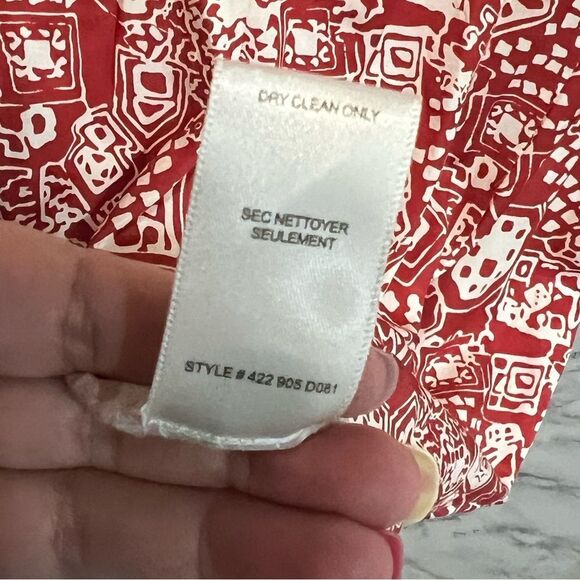 DRY CLEAN ONLY
SEC NETTOYER
SEULEMENT
STYLE # 422 905 D081